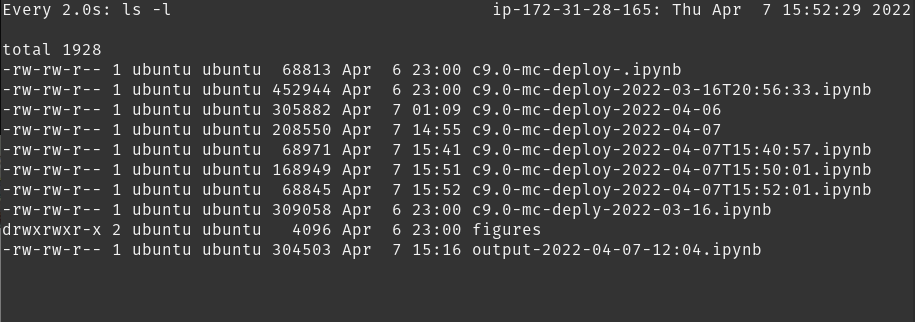 Every 2.0s: ls -l                                ip-172-31-28-165: Thu Apr  7 15:52:29 2022
total 1928
-rw-rw-r-- 1 ubuntu ubuntu  68813 Apr  6 23:00 c9.0-mc-deploy-.ipynb
-rw-rw-r-- 1 ubuntu ubuntu 452944 Apr  6 23:00 c9.0-mc-deploy-2022-03-16T20:56:33.ipynb
-rw-rw-r-- 1 ubuntu ubuntu 305882 Apr  7 01:09 c9.0-mc-deploy-2022-04-06
-rw-rw-r-- 1 ubuntu ubuntu 208550 Apr  7 14:55 c9.0-mc-deploy-2022-04-07
-rw-rw-r-- 1 ubuntu ubuntu  68971 Apr  7 15:41 c9.0-mc-deploy-2022-04-07T15:40:57.ipynb
-rw-rw-r-- 1 ubuntu ubuntu 168949 Apr  7 15:51 c9.0-mc-deploy-2022-04-07T15:50:01.ipynb
-rw-rw-r-- 1 ubuntu ubuntu  68845 Apr  7 15:52 c9.0-mc-deploy-2022-04-07T15:52:01.ipynb
-rw-rw-r-- 1 ubuntu ubuntu 309058 Apr  6 23:00 c9.0-mc-deply-2022-03-16.ipynb
drwxrwxr-x 2 ubuntu ubuntu   4096 Apr  6 23:00 figures
-rw-rw-r-- 1 ubuntu ubuntu 304503 Apr  7 15:16 output-2022-04-07-12:04.ipynb